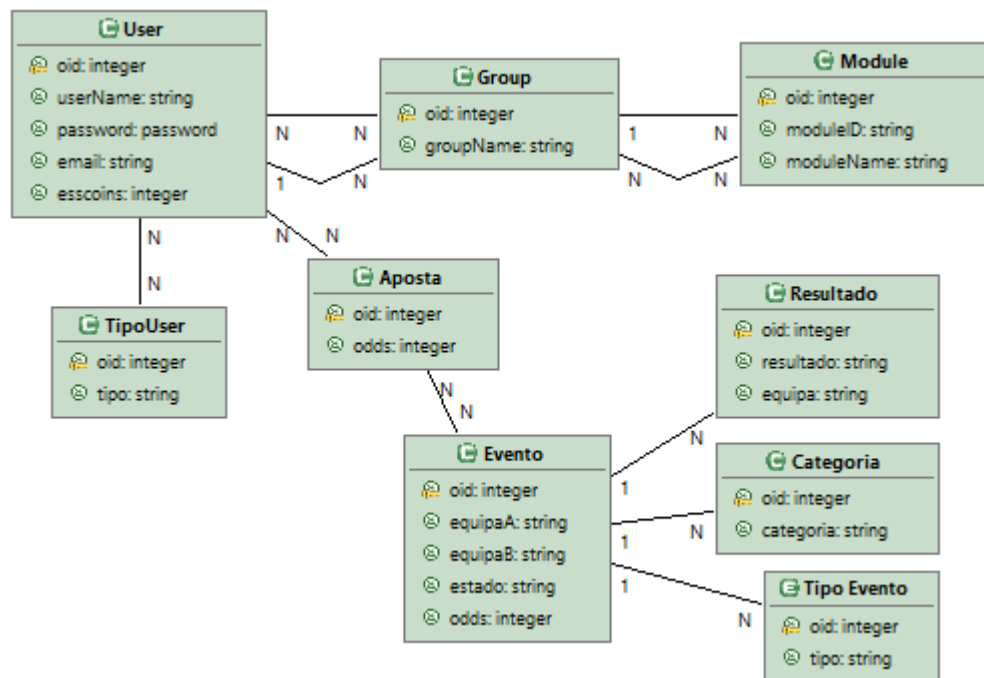 User
oid: integer
userName: string
password: password
email: string
esscoins: integer
Group
oid: integer
groupName: string
Module
oid: integer
moduleID: string
moduleName: string
N N
1 N
1 N
N N
N N
N
N
TipoUser
oid: integer
tipo: string
Aposta
oid: integer
odds: integer
N
N
Evento
oid: integer
equipaA: string
equipaB: string
estado: string
odds: integer
Resultado
oid: integer
resultado: string
equipa: string
N
1
Categoria
oid: integer
categoria: string
N
1
Tipo Evento
oid: integer
tipo: string
1
N